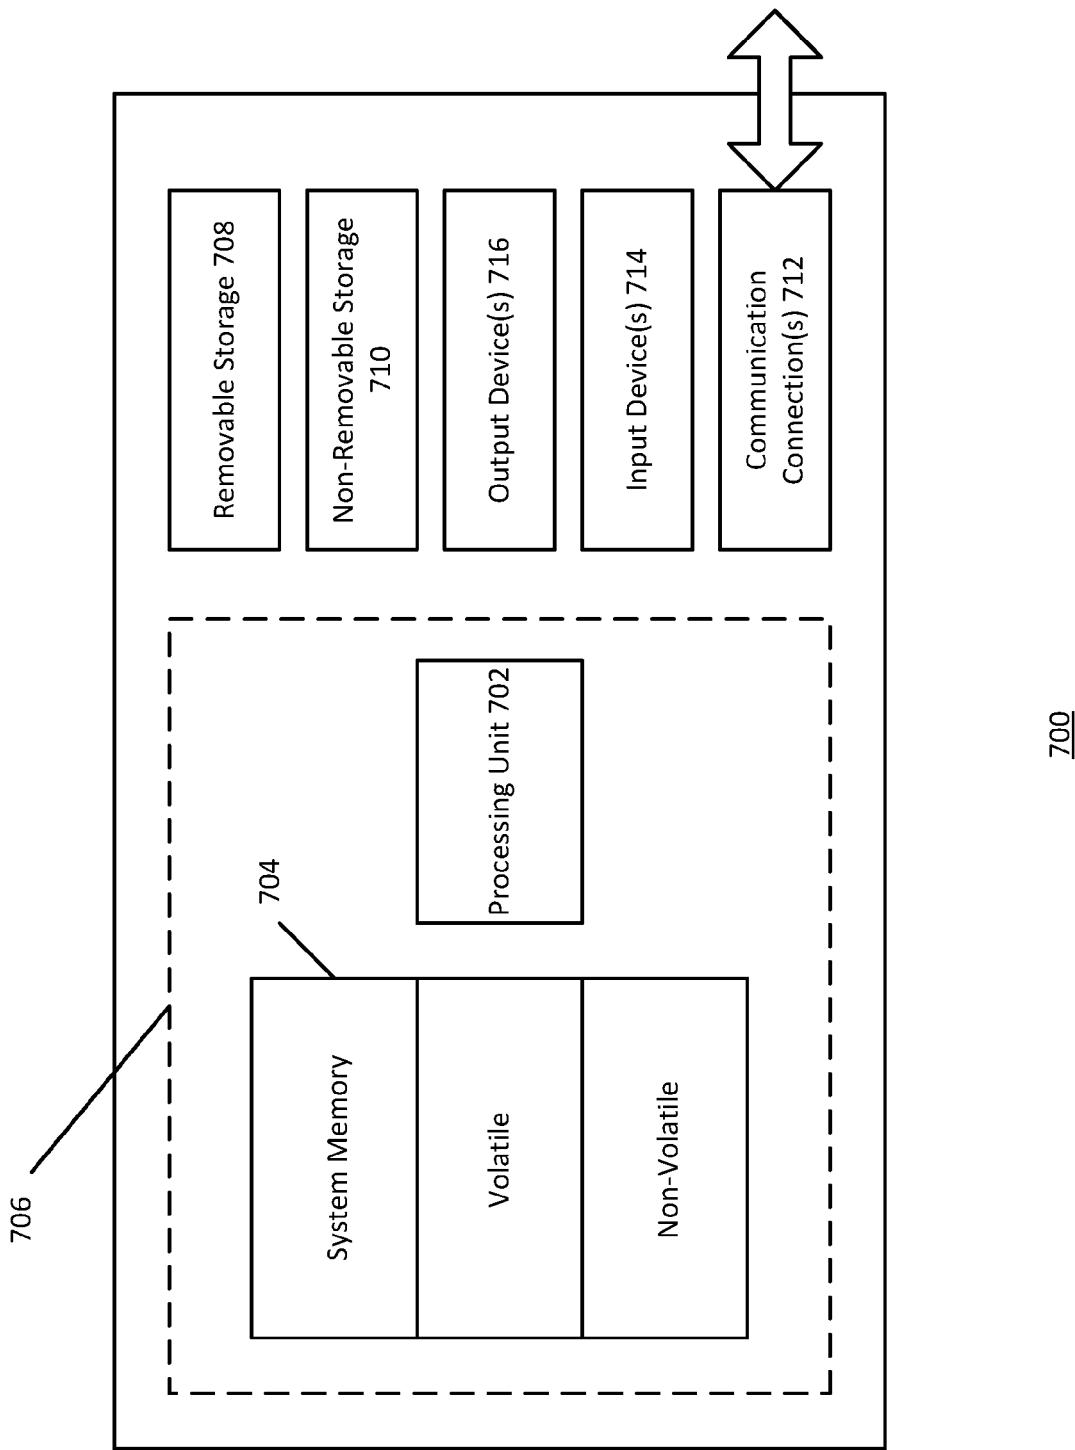 706
704
System Memory
Volatile
Non-Volatile
Processing Unit 702
Removable Storage 708
Non-Removable Storage
710
Output Device(s) 716
Input Device(s) 714
Communication
Connection(s) 712
700